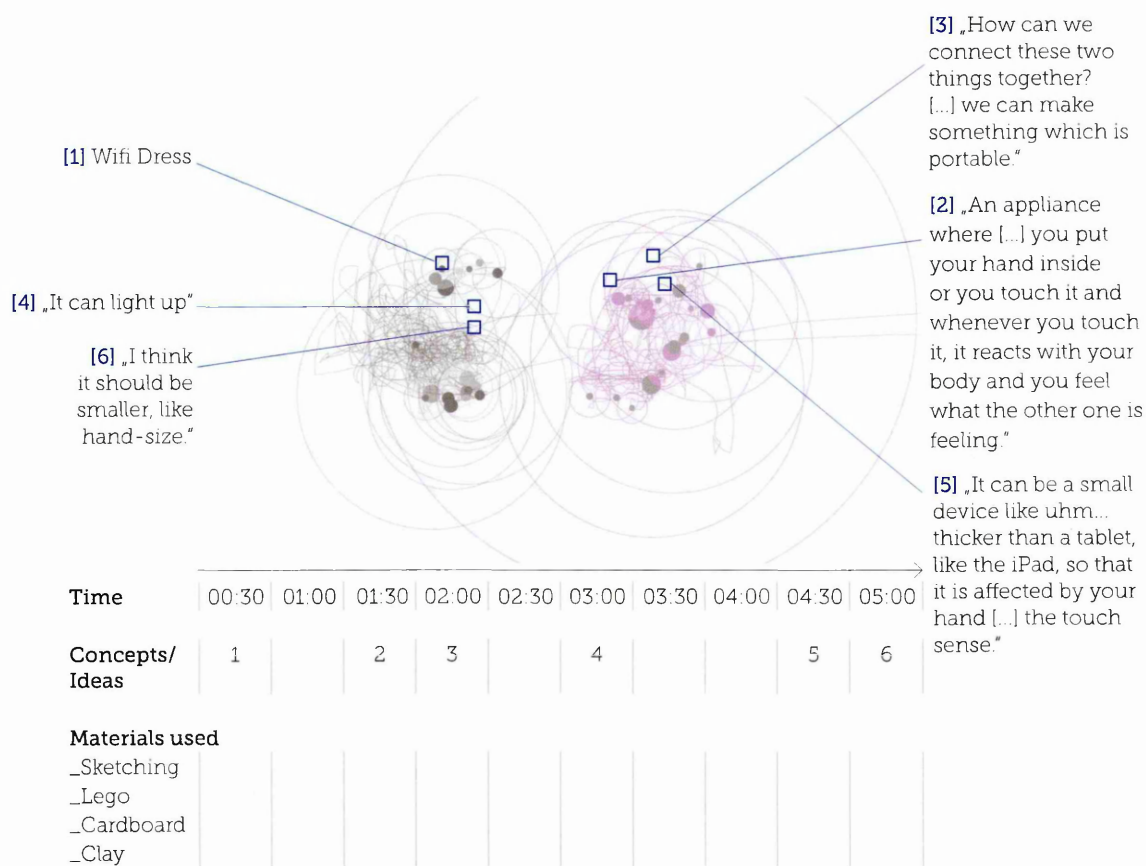 [3] „How can we
connect these two
things together?
[...] we can make
something which is
portable."
[1] Wifi Dress
[2] „An appliance
where [...] you put
your hand inside
or you touch it and
whenever you touch
it, it reacts with your
body and you feel
what the other one is
feeling."
[4] „It can light up"
[6] „I think
it should be
smaller, like
hand-size."
[5] „It can be a small
device like uhm...
thicker than a tablet,
like the iPad, so that
it is affected by your
hand [...] the touch
sense."
Time 00:30 01:00 01:30 02:00 02:30 03:00 03:30 04:00 04:30 05:00
Concepts/ 1 2 3 4 5 6
Ideas
Materials used
_Sketching
_Lego
_Cardboard
_Clay